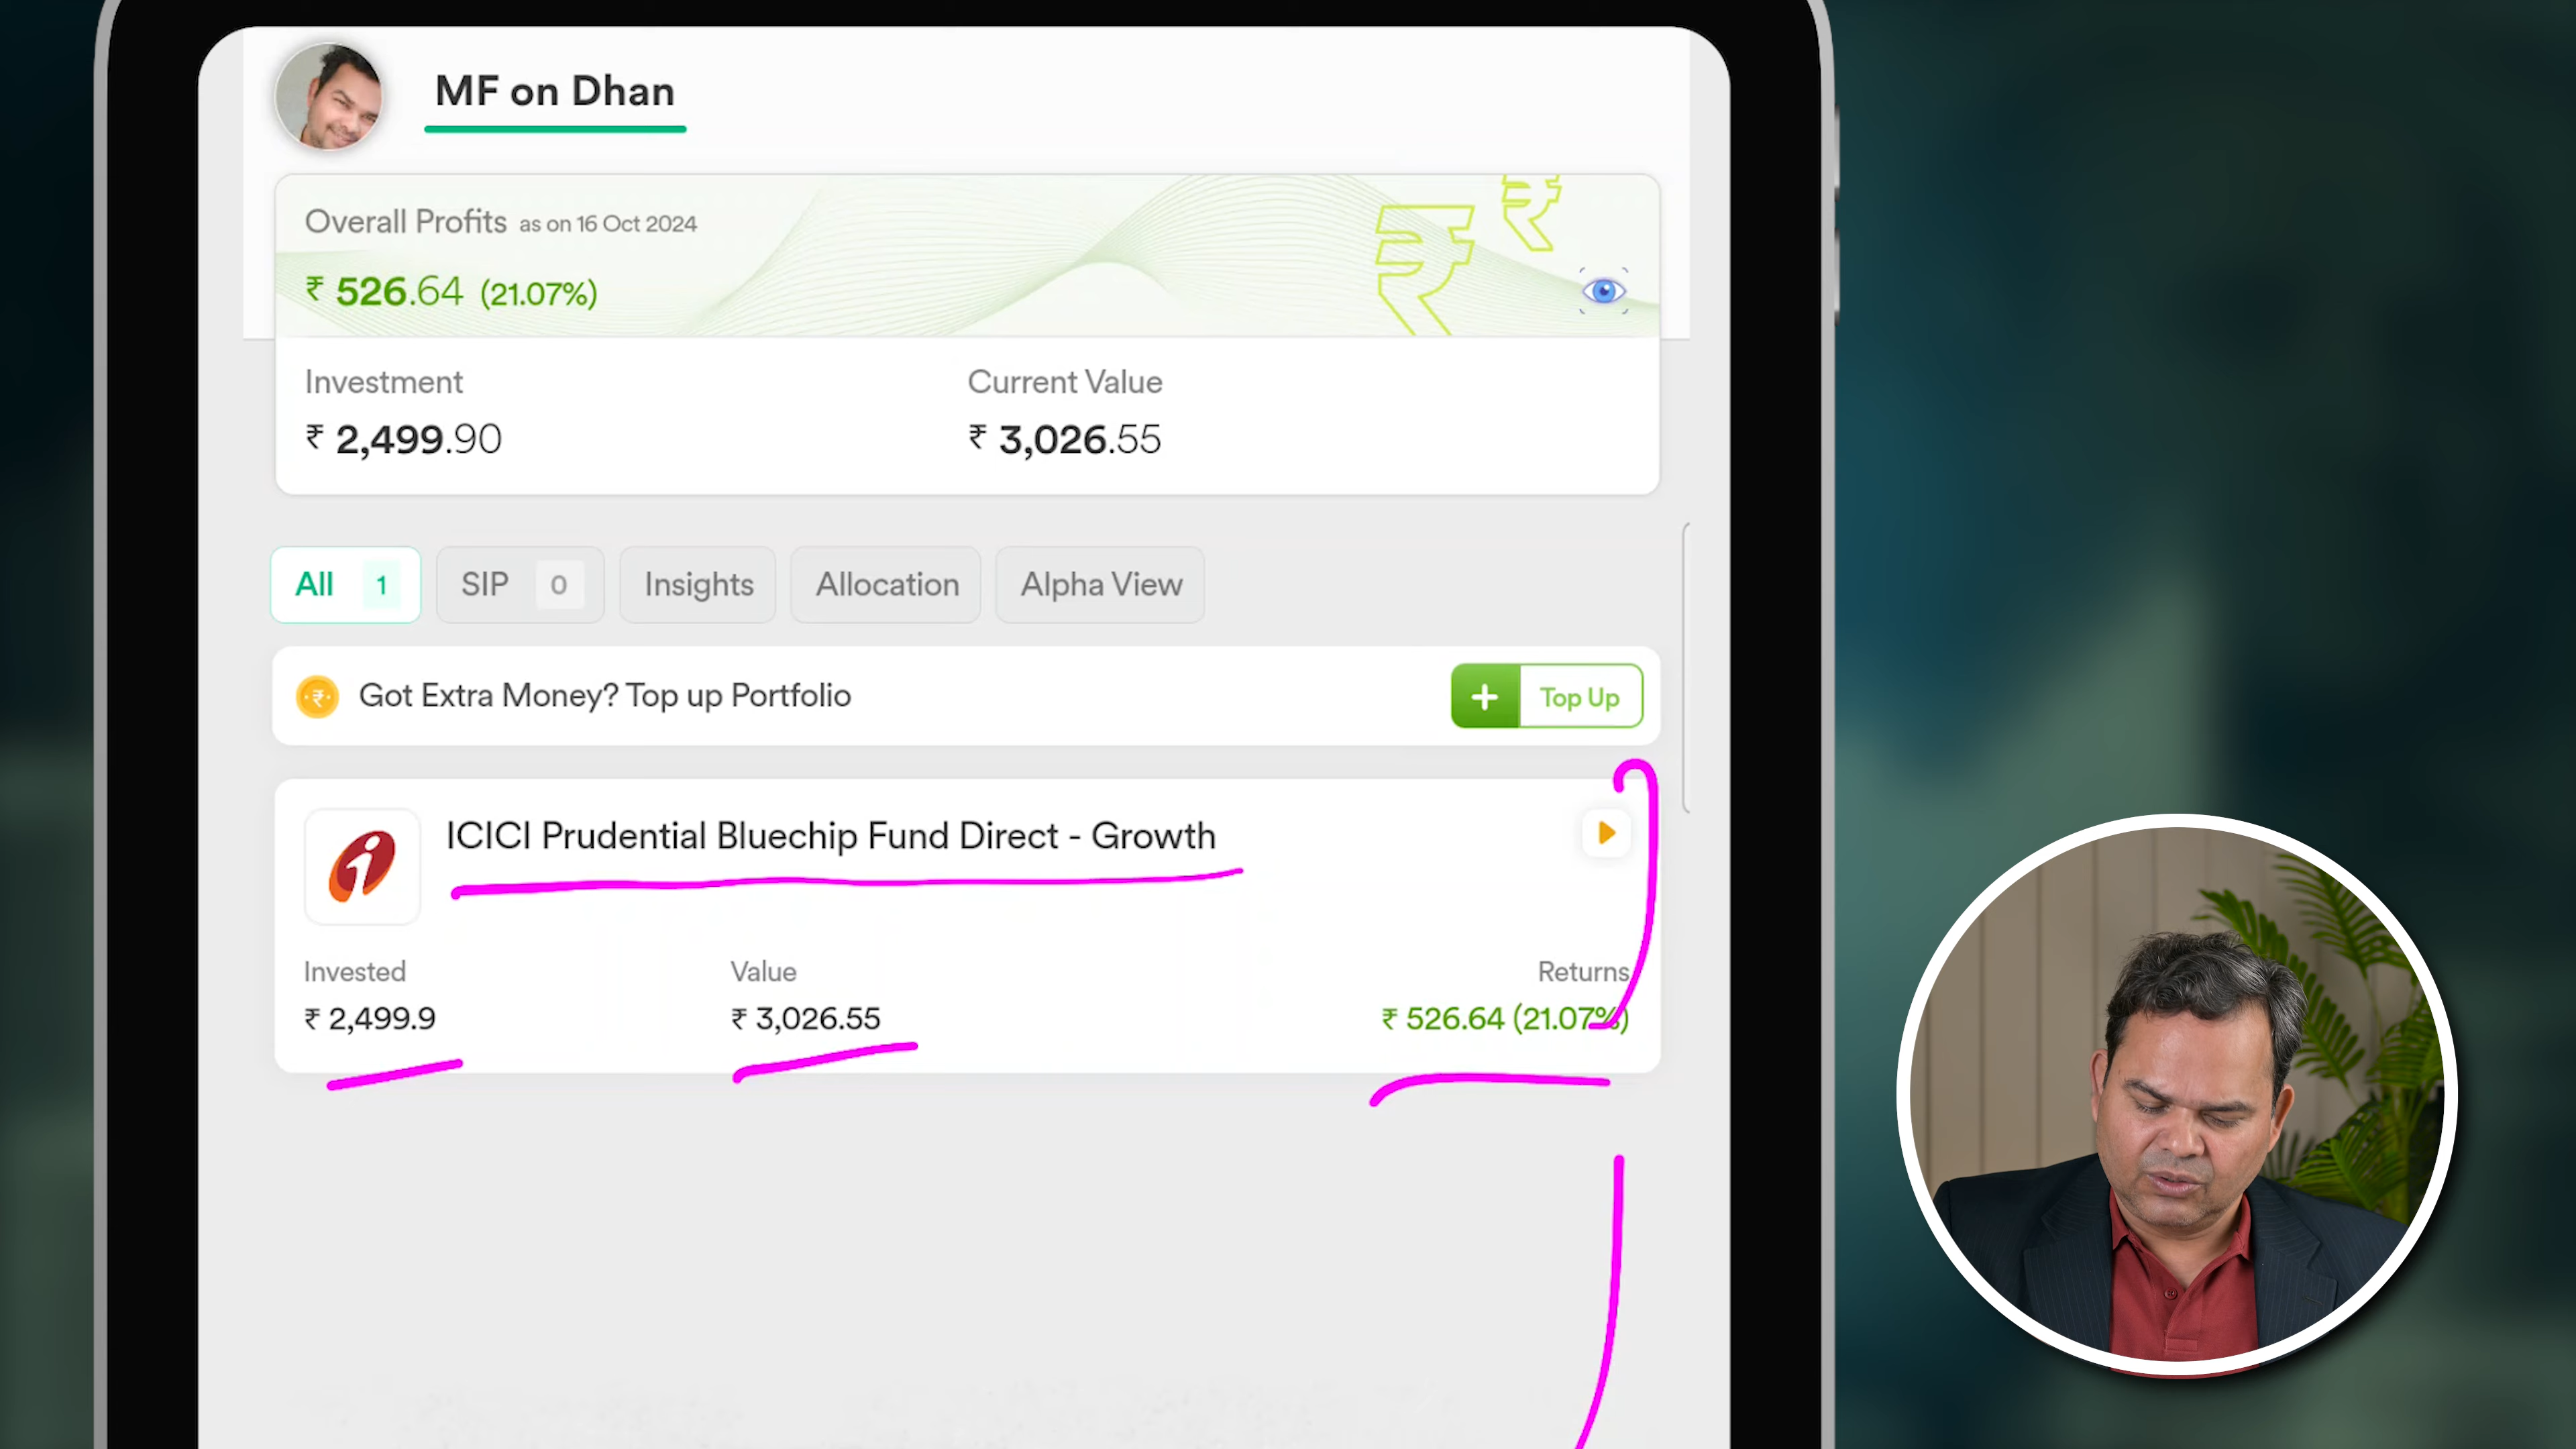 MF on Dhan
Overall Profits as on 16 Oct 2024
₹ 526.64 (21.07%)
Investment
Current Value
₹ 2,499.90
₹ 3,026.55
All 1
SIP 0
Insights
Allocation
Alpha View
Got Extra Money? Top up Portfolio
+ Top Up
ICICI Prudential Bluechip Fund Direct - Growth
Invested
Value
Returns
₹ 2,499.9
₹ 3,026.55
₹ 526.64 (21.07%)